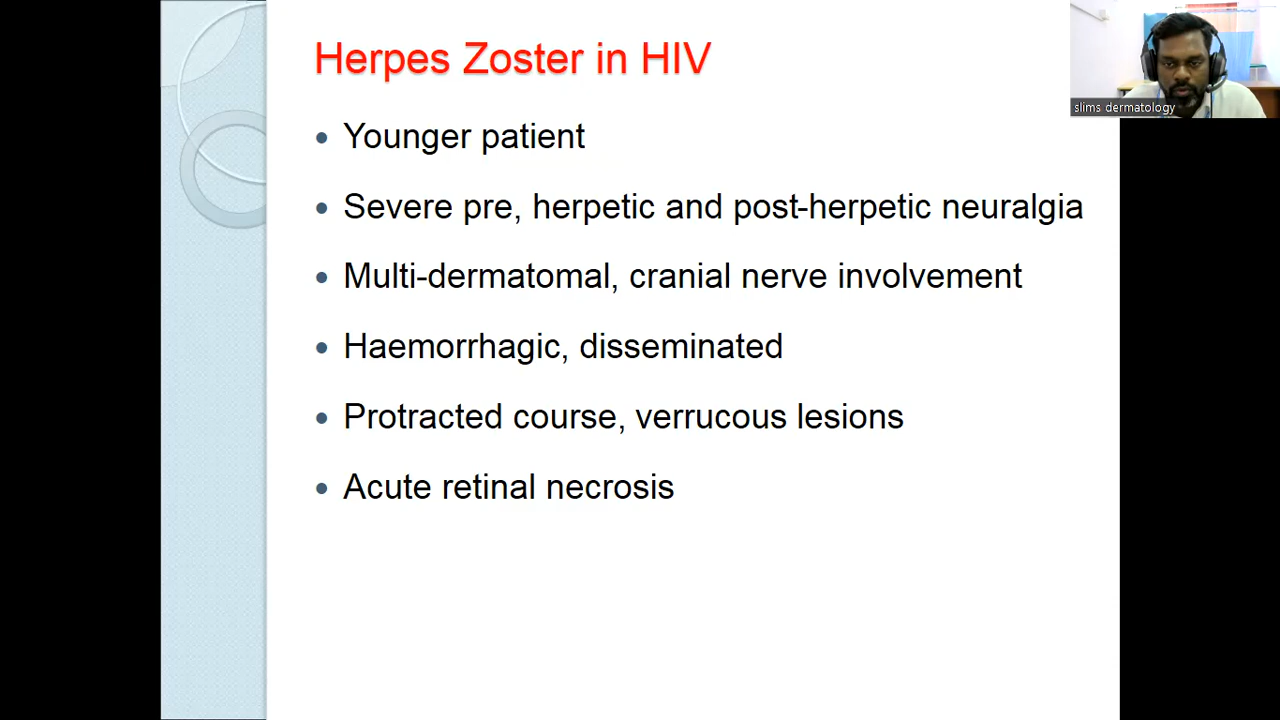 Herpes Zoster in HIV
slims dermatology
• Younger patient
• Severe pre, herpetic and post-herpetic neuralgia
• Multi-dermatomal, cranial nerve involvement
• Haemorrhagic, disseminated
• Protracted course, verrucous lesions
• Acute retinal necrosis